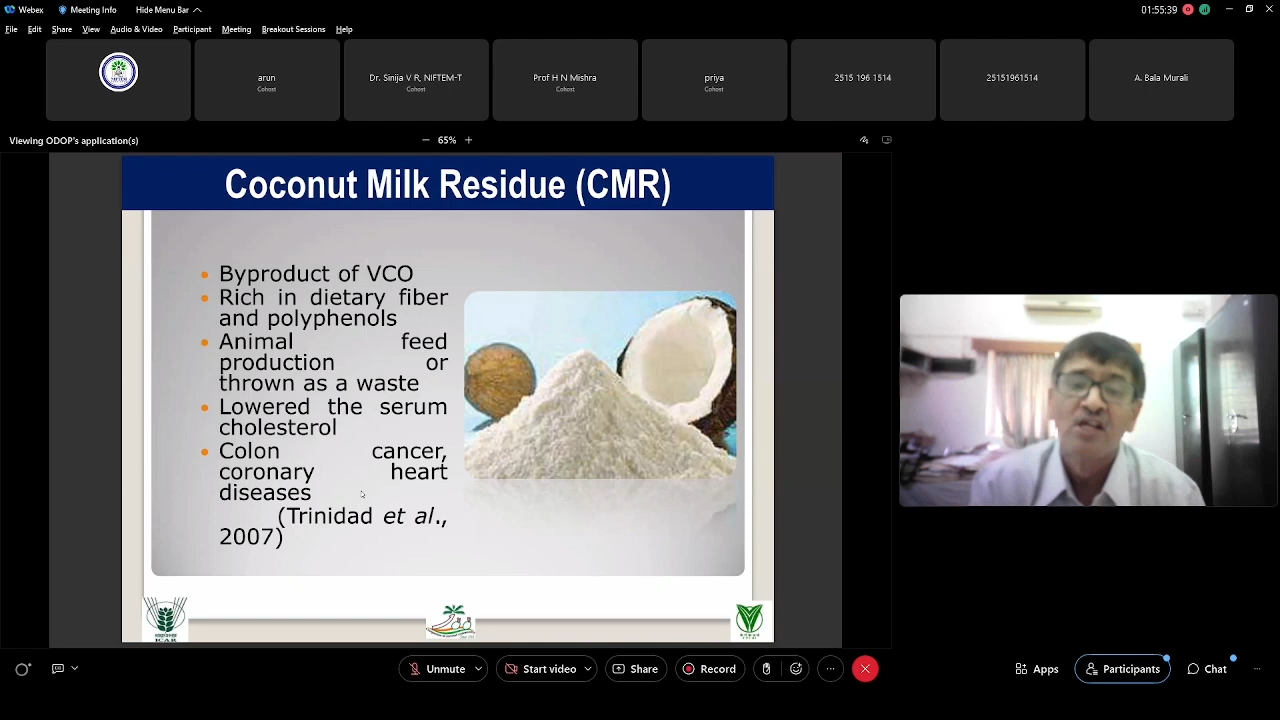 Webex
Meeting Info
Hide Menu Bar
01:55:39
File Edit Share View Audio & Video Participant Meeting Breakout Sessions Help
arun
Cohost
Dr. Sinija V R, NIFTEM-T
Cohost
Prof H N Mishra
Cohost
priya
Cohost
2515 196 1514
25151961514
A. Bala Murali
Viewing ODOP's application(s)
65%
Coconut Milk Residue (CMR)
Byproduct of VCO
Rich in dietary fiber
and polyphenols
Animal feed
production or
thrown as a waste
Lowered the serum
cholesterol
Colon cancer,
coronary heart
diseases
(Trinidad et al.,
2007)
Unmute
Start video
Share
Record
Apps
Participants
Chat